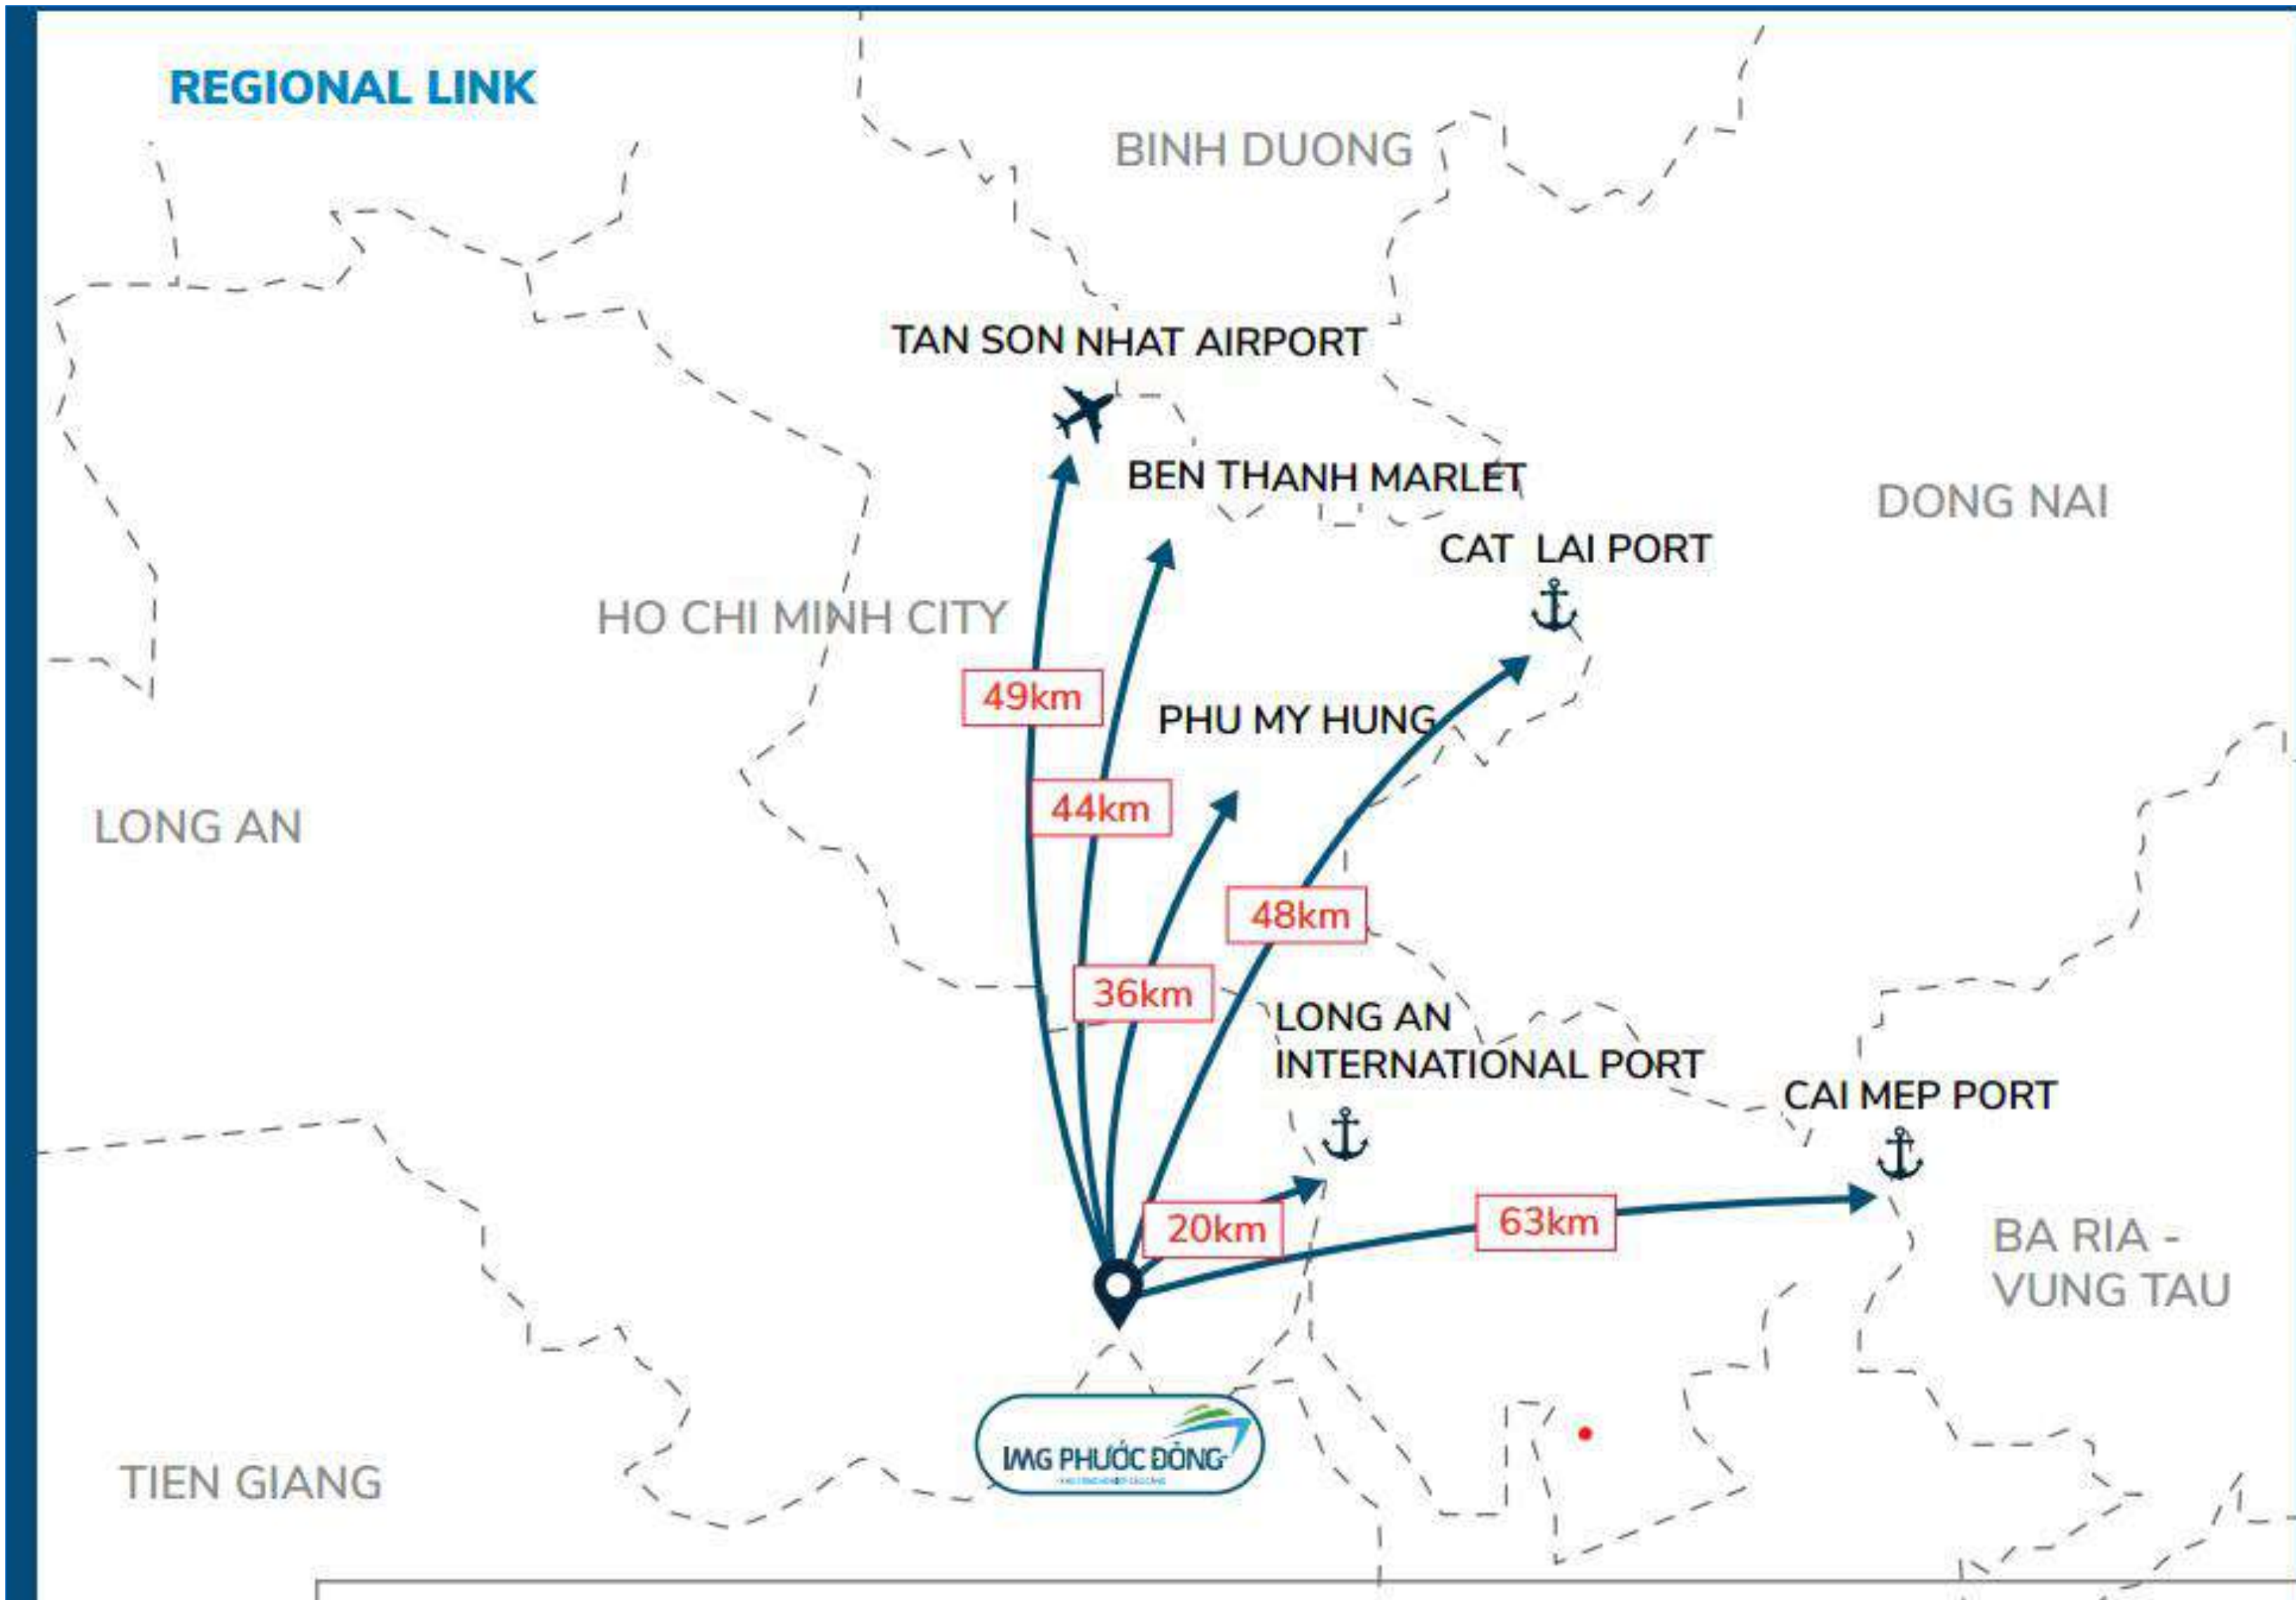 REGIONAL LINK
BINH DUONG
TAN SON NHAT AIRPORT
BEN THANH MARLET
DONG NAI
CAT LAI PORT
HO CHI MINH CITY
49km
PHU MY HUNG
44km
LONG AN
48km
36km
LONG AN
INTERNATIONAL PORT
CAI MEP PORT
20km
63km
BA RIA -
VUNG TAU
IMG PHƯỚC ĐÔNG
TIEN GIANG